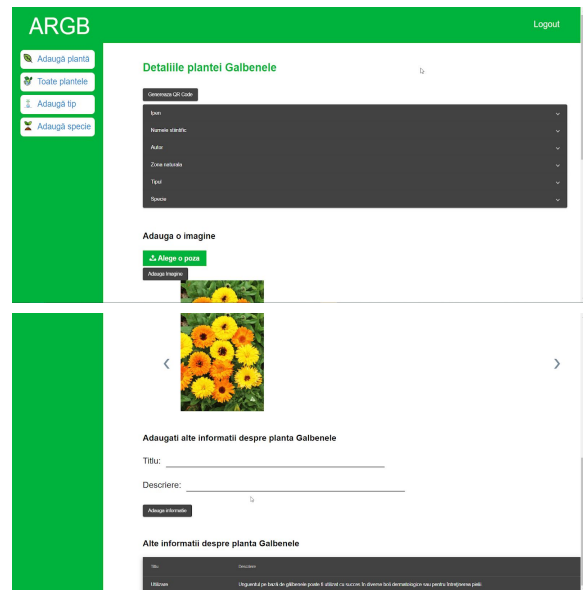 ARGB
Logout
Adaugă plantă
Toate plantele
Adaugă tip
Adaugă specie
Detaliile plantei Galbenele
Genereaza QR Code
Ipen
Numele stiintific
Autor
Zona naturala
Tipul
Specie
Adauga o imagine
Alege o poza
Adauga Imagine
Adaugati alte informatii despre planta Galbenele
Titlu:
Descriere:
Adauga informatie
Alte informatii despre planta Galbenele
Titlu Descriere
Utilizare Unguentul pe bază de gălbenele poate fi utilizat cu succes în diverse boli dermatologice sau pentru întreținerea pielii